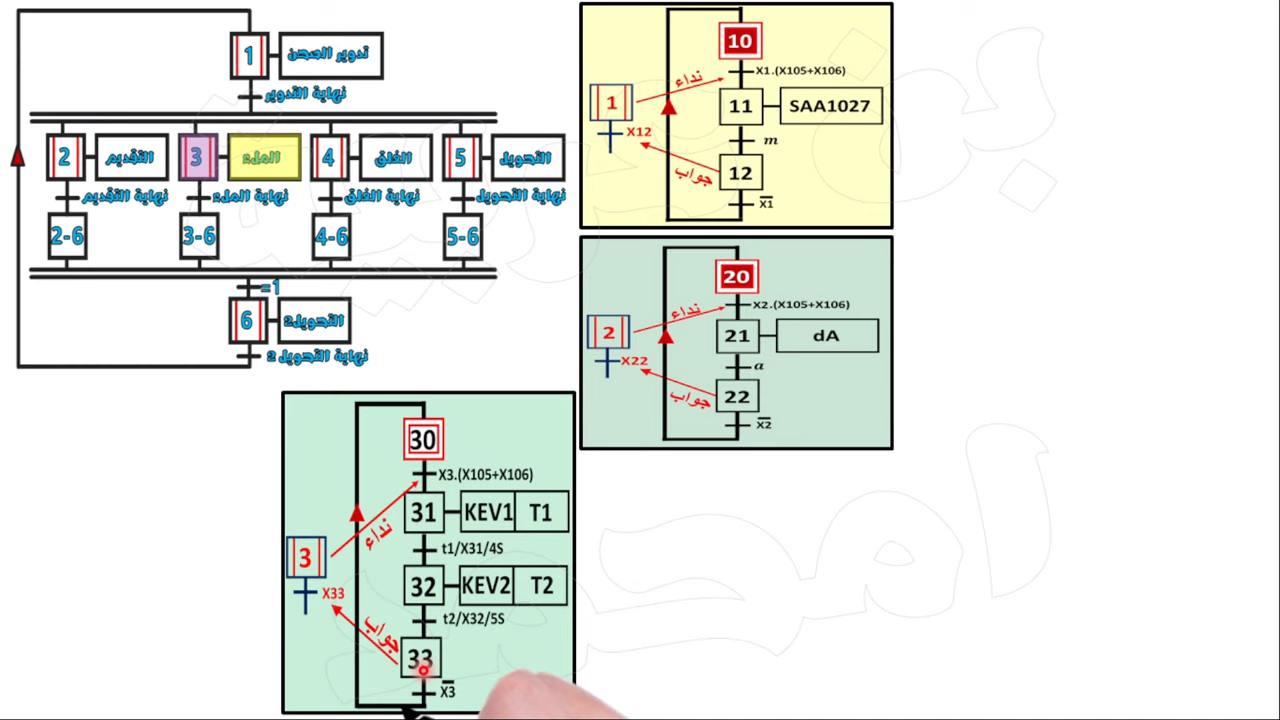 1 تدوير الصحن
نهاية التدوير
2 التقديم
3 الملء
4 الغلق
5 التحويل
نهاية التقديم
نهاية الملء
نهاية الغلق
نهاية التحويل
2-6
3-6
4-6
5-6
=1
6 التحويل2
نهاية التحويل 2
10
X1.(X105+X106)
نداء
1
11 SAA1027
X12
m
جواب
12
X̅1̅
20
X2.(X105+X106)
نداء
2
21 dA
X22
a
جواب
22
X̅2̅
30
X3.(X105+X106)
31 KEV1 T1
نداء
3
t1/X31/4S
32 KEV2 T2
X33
t2/X32/5S
جواب
33
X̅3